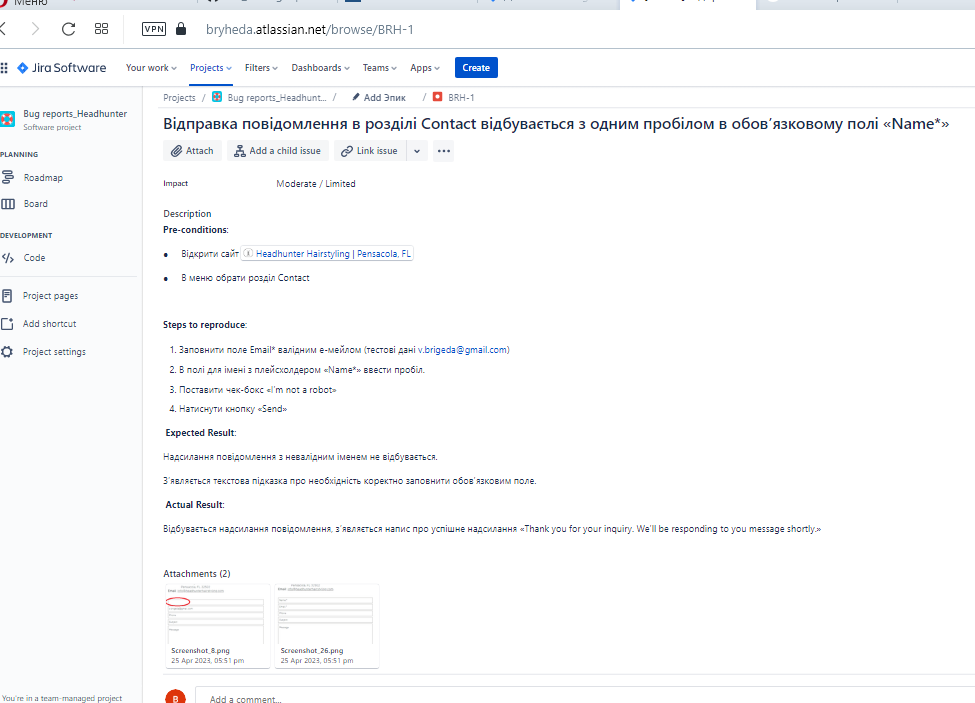 Меню
VPN bryheda.atlassian.net/browse/BRH-1
Jira Software Your work Projects Filters Dashboards Teams Apps Create
Bug reports_Headhunter
Software project
PLANNING
Roadmap
Board
DEVELOPMENT
Code
Project pages
Add shortcut
Project settings
You're in a team-managed project
Projects / Bug reports_Headhunt... / Add Эпик / BRH-1
Відправка повідомлення в розділі Contact відбувається з одним пробілом в обов’язковому полі «Name*»
Attach Add a child issue Link issue
Impact Moderate / Limited
Description
Pre-conditions:
Відкрити сайт Headhunter Hairstyling | Pensacola, FL
В меню обрати розділ Contact
Steps to reproduce:
1. Заповнити поле Email* валідним е-мейлом (тестові дані v.brigeda@gmail.com)
2. В полі для імені з плейсхолдером «Name*» ввести пробіл.
3. Поставити чек-бокс «I'm not a robot»
4. Натиснути кнопку «Send»
Expected Result:
Надсилання повідомлення з невалідним іменем не відбувається.
З'являється текстова підказка про необхідність коректно заповнити обов'язковим поле.
Actual Result:
Відбувається надсилання повідомлення, з'являється напис про успішне надсилання «Thank you for your inquiry. We'll be responding to you message shortly.»
Attachments (2)
Screenshot_8.png
25 Apr 2023, 05:51 pm
Screenshot_26.png
25 Apr 2023, 05:51 pm
B Add a comment...